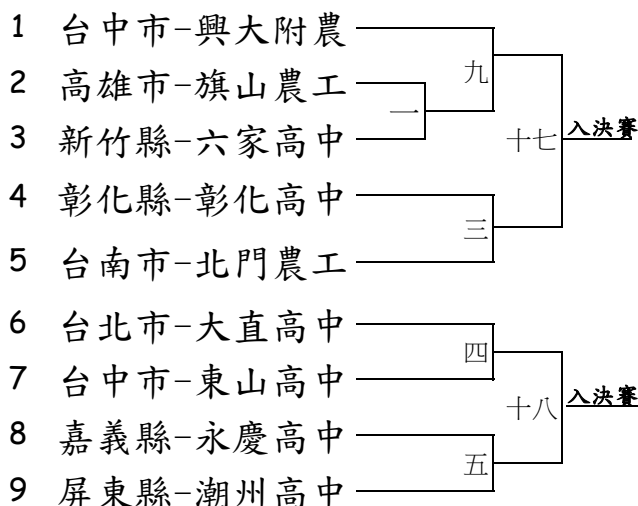 1 台中市-興大附農
九
2 高雄市-旗山農工
一
3 新竹縣-六家高中
十七 入決賽
4 彰化縣-彰化高中
三
5 台南市-北門農工
6 台北市-大直高中
四
7 台中市-東山高中
十八 入決賽
8 嘉義縣-永慶高中
五
9 屏東縣-潮州高中